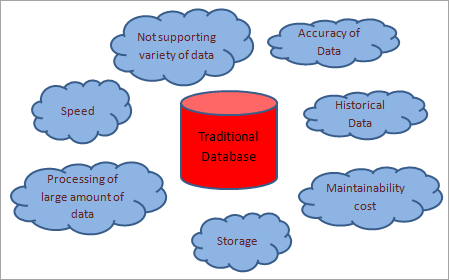 Not supporting
variety of data
Accuracy of
Data
Speed
Historical
Data
Traditional
Database
Processing of
large amount of
data
Maintainability
cost
Storage